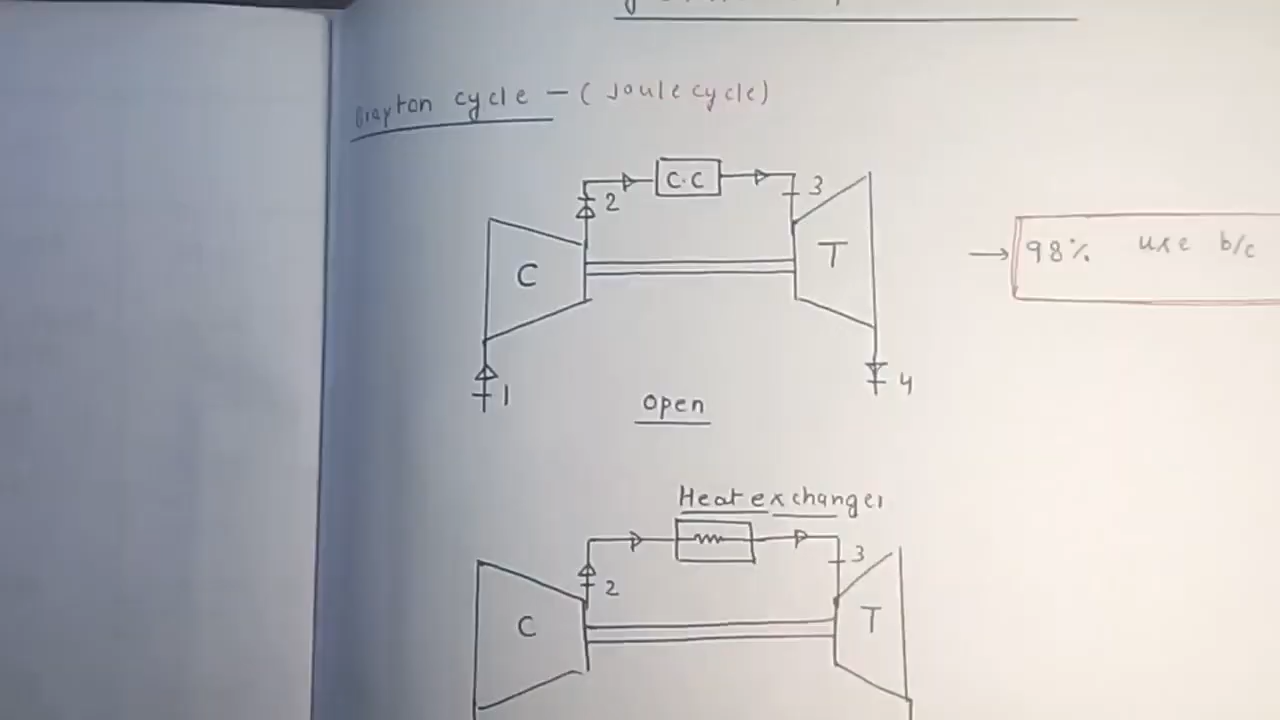 Brayton cycle – (Joule cycle)
C.C
2
3
C
T
→ 98% use b/c
1
4
Open
Heat exchanger
3
2
C
T